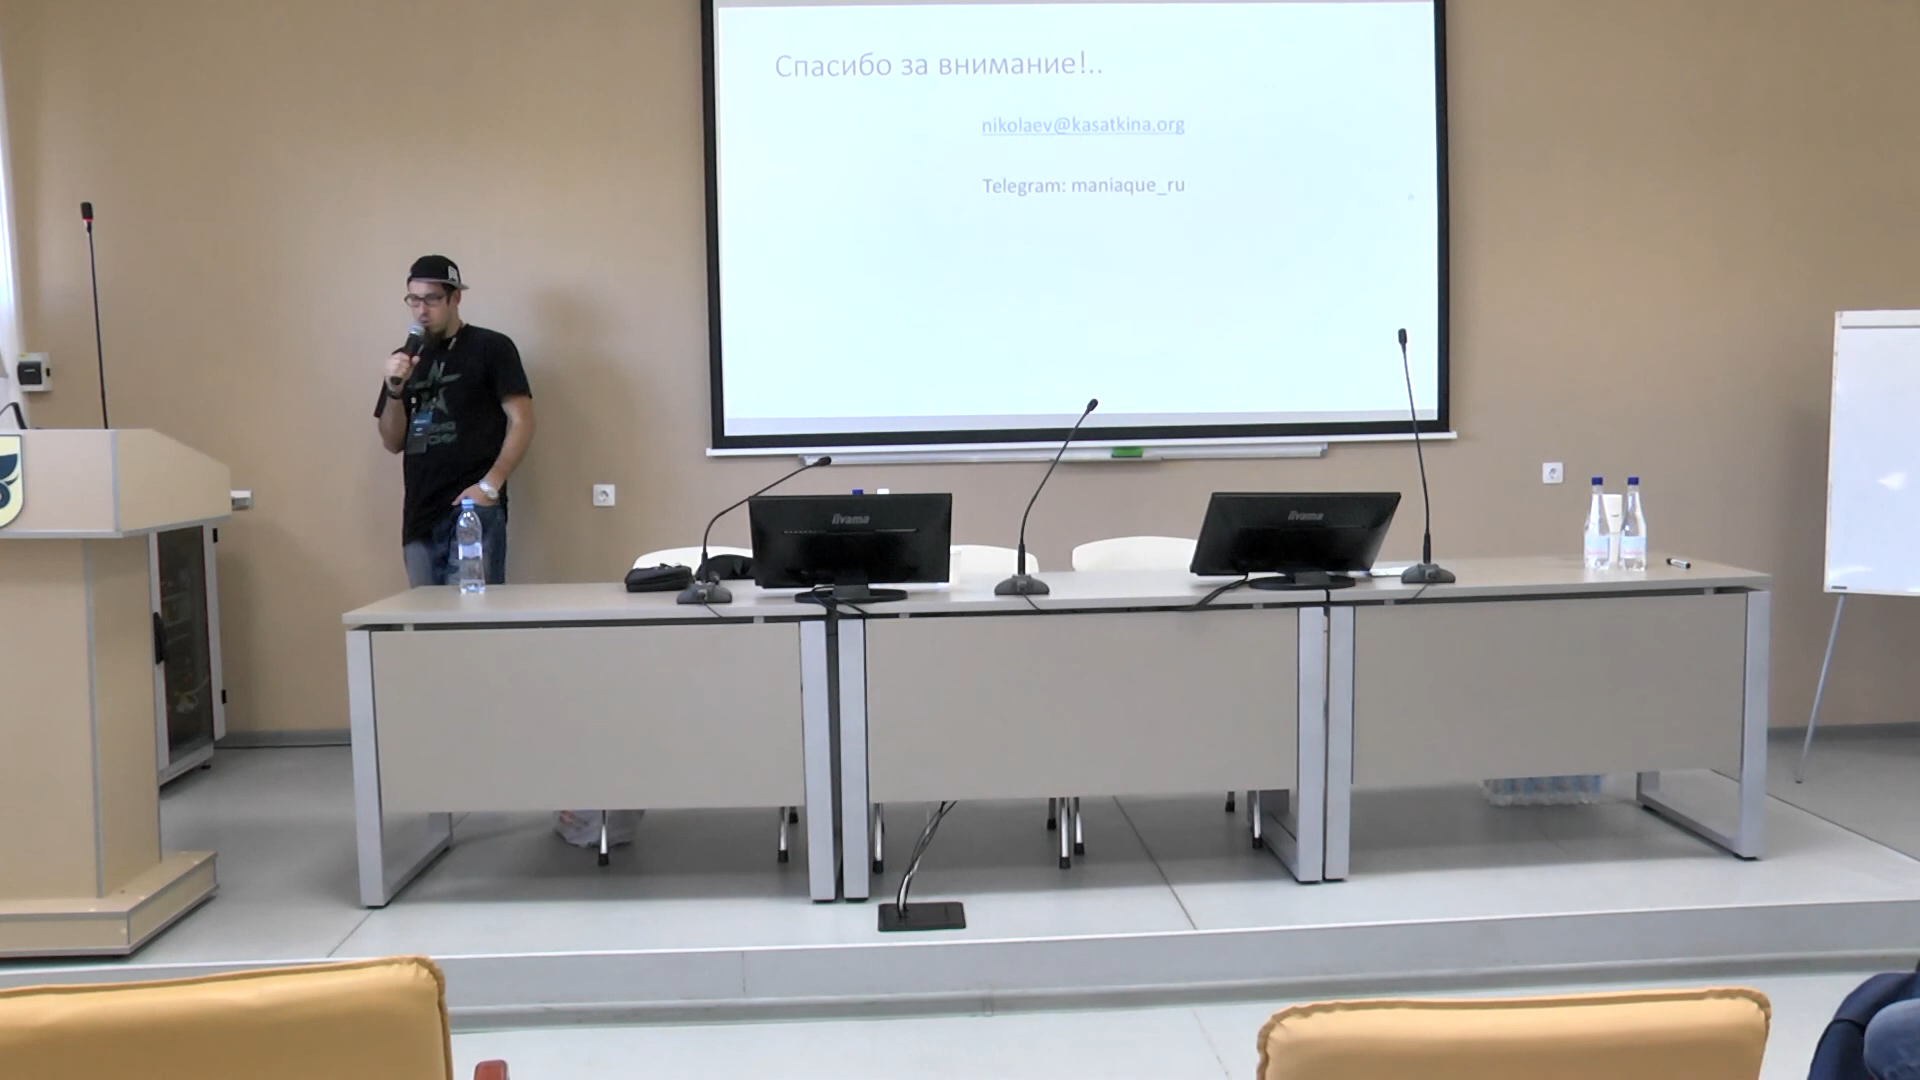 Спасибо за внимание!..
nikolaev@kasatkina.org
Telegram: maniaque_ru
iiyama
iiyama